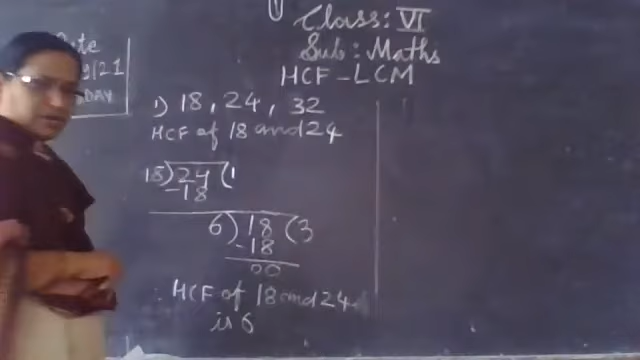 Class: VI
Sub: Maths
HCF-LCM
1) 18, 24, 32
HCF of 18 and 24
18)24(1
-18
6)18(3
-18
00
HCF of 18 and 24
is 6